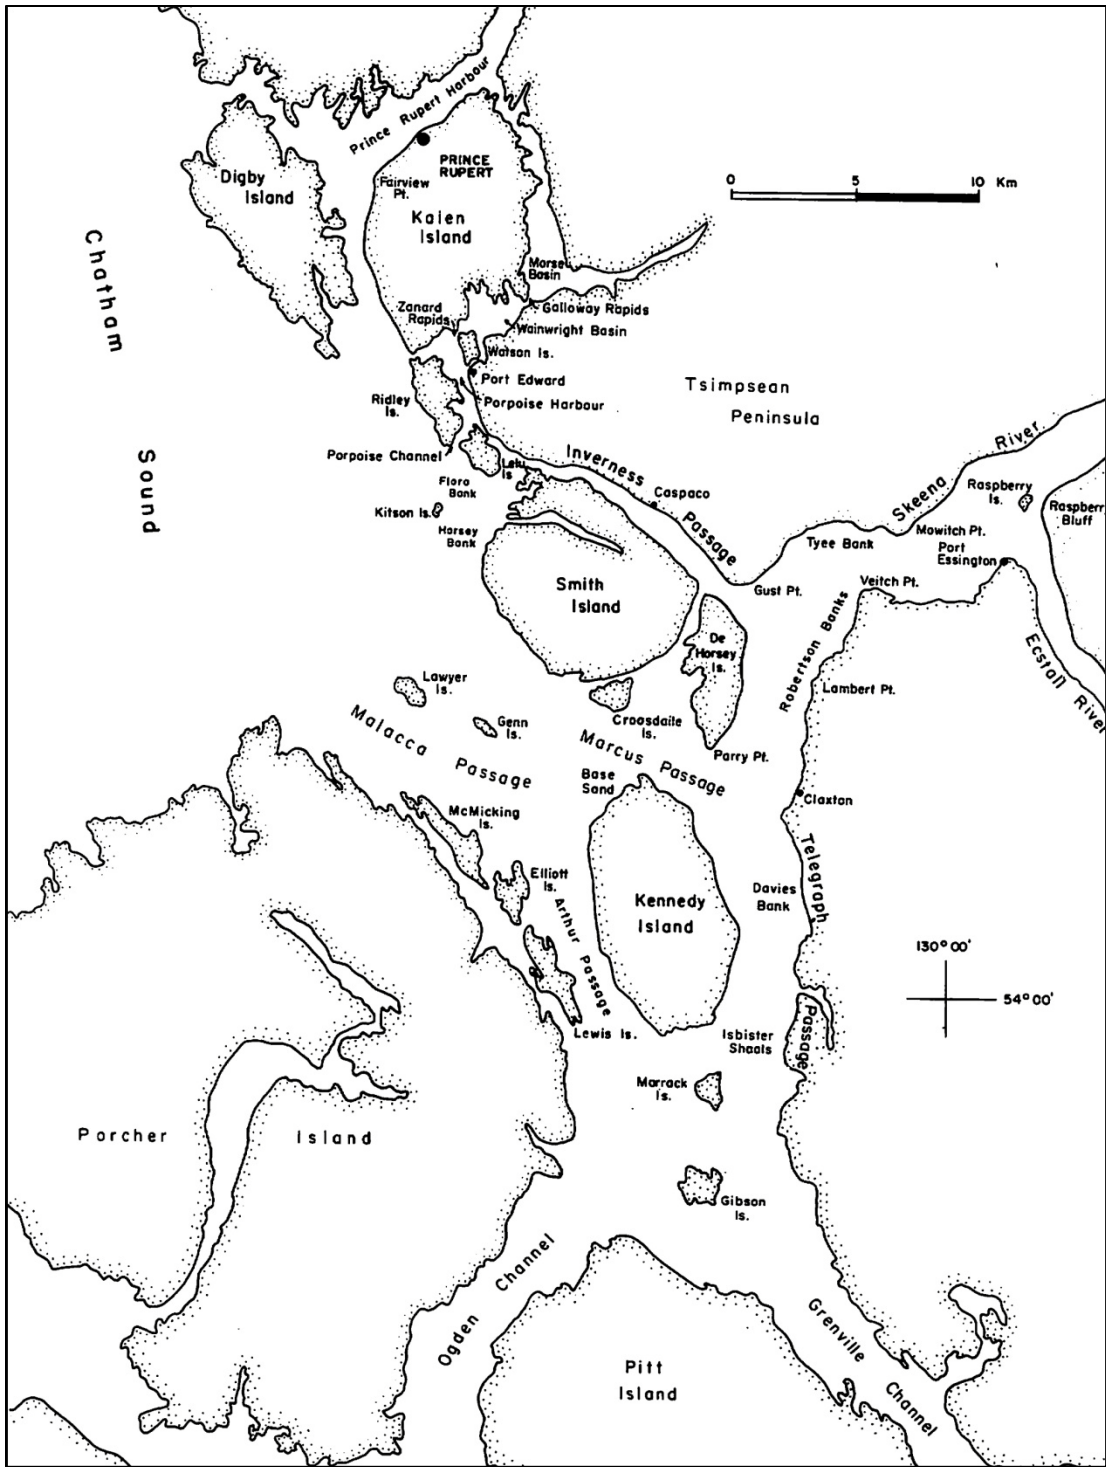 Prince Rupert Harbour
PRINCE
RUPERT
Digby
Island
Fairview
Pt.
Kaien
Island
0 5 10 Km
Chatham
Sound
Morse
Basin
Galloway Rapids
Zanard
Rapids
Wainwright Basin
Watson Is.
Port Edward
Porpoise Harbour
Ridley
Is.
Tsimpsean
Peninsula
Porpoise Channel
Lelu
Is
Inverness
Passage
Caspaco
Flora
Bank
Kitson Is.
Horsey
Bank
Skeena River
Raspberry
Is.
Raspberry
Bluff
Tyee Bank
Mowitch Pt.
Port
Essington
Smith
Island
Gust Pt.
Veitch Pt.
De
Horsey
Is.
Robertson Banks
Ecstall River
Lambert Pt.
Lawyer
Is.
Genn
Is.
Croosdaile
Is.
Malacca Passage
Marcus Passage
Parry Pt.
Base
Sand
Claxton
McMicking
Is.
Elliott
Is.
Arthur Passage
Kennedy
Island
Davies
Bank
Telegraph
Passage
130° 00'
54° 00'
Lewis Is.
Isbister
Shoals
Marrack
Is.
Porcher Island
Gibson
Is.
Ogden Channel
Grenville Channel
Pitt
Island